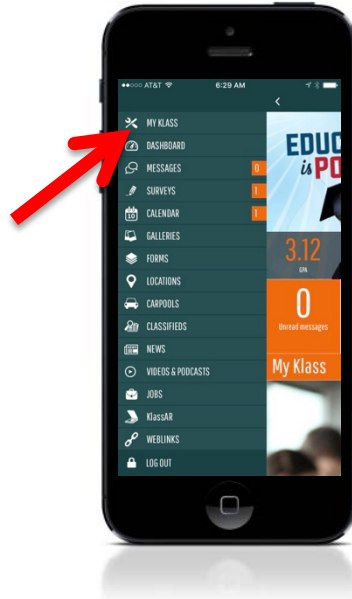 AT&T 6:29 AM
MY KLASS
DASHBOARD
MESSAGES 0
SURVEYS 1
CALENDAR 1
GALLERIES
FORMS
LOCATIONS
CARPOOLS
CLASSIFIEDS
NEWS
VIDEOS & PODCASTS
JOBS
KlassAR
WEBLINKS
LOG OUT
EDUC
is PO
3.12
GPA
0
Unread messages
My Klass